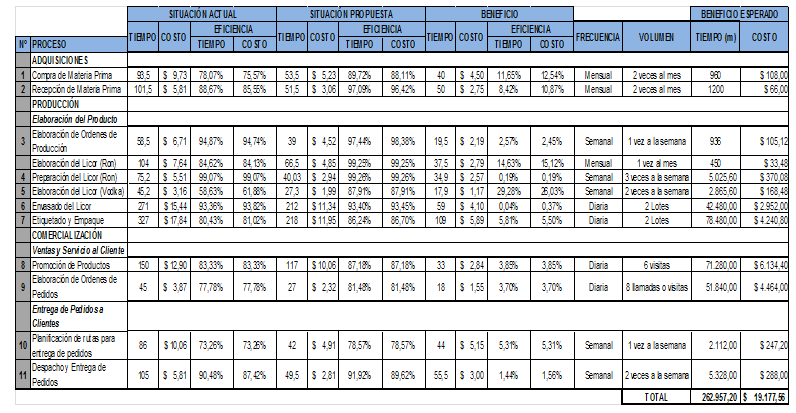 SITUACIÓN ACTUAL SITUACIÓN PROPUESTA BENEFICIO BENEFICIO ESPERADO
Nº PROCESO TIEMPO COSTO EFICIENCIA TIEMPO COSTO EFICIENCIA TIEMPO COSTO EFICIENCIA FRECUENCIA VOLUMEN TIEMPO (m) COSTO
TIEMPO COSTO TIEMPO COSTO TIEMPO COSTO
ADQUISICIONES
1 Compra de Materia Prima 93,5 $ 9,73 78,07% 75,57% 53,5 $ 5,23 89,72% 88,11% 40 $ 4,50 11,65% 12,54% Mensual 2 veces al mes 960 $ 108,00
2 Recepción de Materia Prima 101,5 $ 5,81 88,67% 85,55% 51,5 $ 3,06 97,09% 96,42% 50 $ 2,75 8,42% 10,87% Mensual 2 veces al mes 1200 $ 66,00
PRODUCCIÓN
Elaboración del Producto
3 Elaboración de Ordenes de Producción 58,5 $ 6,71 94,87% 94,74% 39 $ 4,52 97,44% 98,38% 19,5 $ 2,19 2,57% 2,45% Semanal 1 vez a la semana 936 $ 105,12
Elaboración del Licor (Ron) 104 $ 7,64 84,62% 84,13% 66,5 $ 4,85 99,25% 99,25% 37,5 $ 2,79 14,63% 15,12% Mensual 1 vez al mes 450 $ 33,48
4 Preparación del Licor (Ron) 75,2 $ 5,51 99,07% 99,07% 40,03 $ 2,94 99,26% 99,26% 34,9 $ 2,57 0,19% 0,19% Semanal 3 veces a la semana 5.025,60 $ 370,08
5 Elaboración del Licor (Vodka) 45,2 $ 3,16 58,63% 61,88% 27,3 $ 1,99 87,91% 87,91% 17,9 $ 1,17 29,28% 26,03% Semanal 2 veces a la semana 2.865,60 $ 168,48
6 Envasado del Licor 271 $ 15,44 93,36% 93,82% 212 $ 11,34 93,40% 93,45% 59 $ 4,10 0,04% 0,37% Diaria 2 Lotes 42.480,00 $ 2.952,00
7 Etiquetado y Empaque 327 $ 17,84 80,43% 81,02% 218 $ 11,95 86,24% 86,70% 109 $ 5,89 5,81% 5,50% Diaria 2 Lotes 78.480,00 $ 4.240,80
COMERCIALIZACIÓN
Ventas y Servicio al Cliente
8 Promoción de Productos 150 $ 12,90 83,33% 83,33% 117 $ 10,06 87,18% 87,18% 33 $ 2,84 3,85% 3,85% Diaria 6 visitas 71.280,00 $ 6.134,40
9 Elaboración de Ordenes de Pedidos 45 $ 3,87 77,78% 77,78% 27 $ 2,32 81,48% 81,48% 18 $ 1,55 3,70% 3,70% Diaria 8 llamadas o visitas 51.840,00 $ 4.464,00
Entrega de Pedidos a
Clientes
10 Planificación de rutas para entrega de pedidos 86 $ 10,06 73,26% 73,26% 42 $ 4,91 78,57% 78,57% 44 $ 5,15 5,31% 5,31% Semanal 1 vez a la semana 2.112,00 $ 247,20
11 Despacho y Entrega de Pedidos 105 $ 5,81 90,48% 87,42% 49,5 $ 2,81 91,92% 89,62% 55,5 $ 3,00 1,44% 1,56% Semanal 2 veces a la semana 5.328,00 $ 288,00
TOTAL 262.957,20 $ 19.177,56